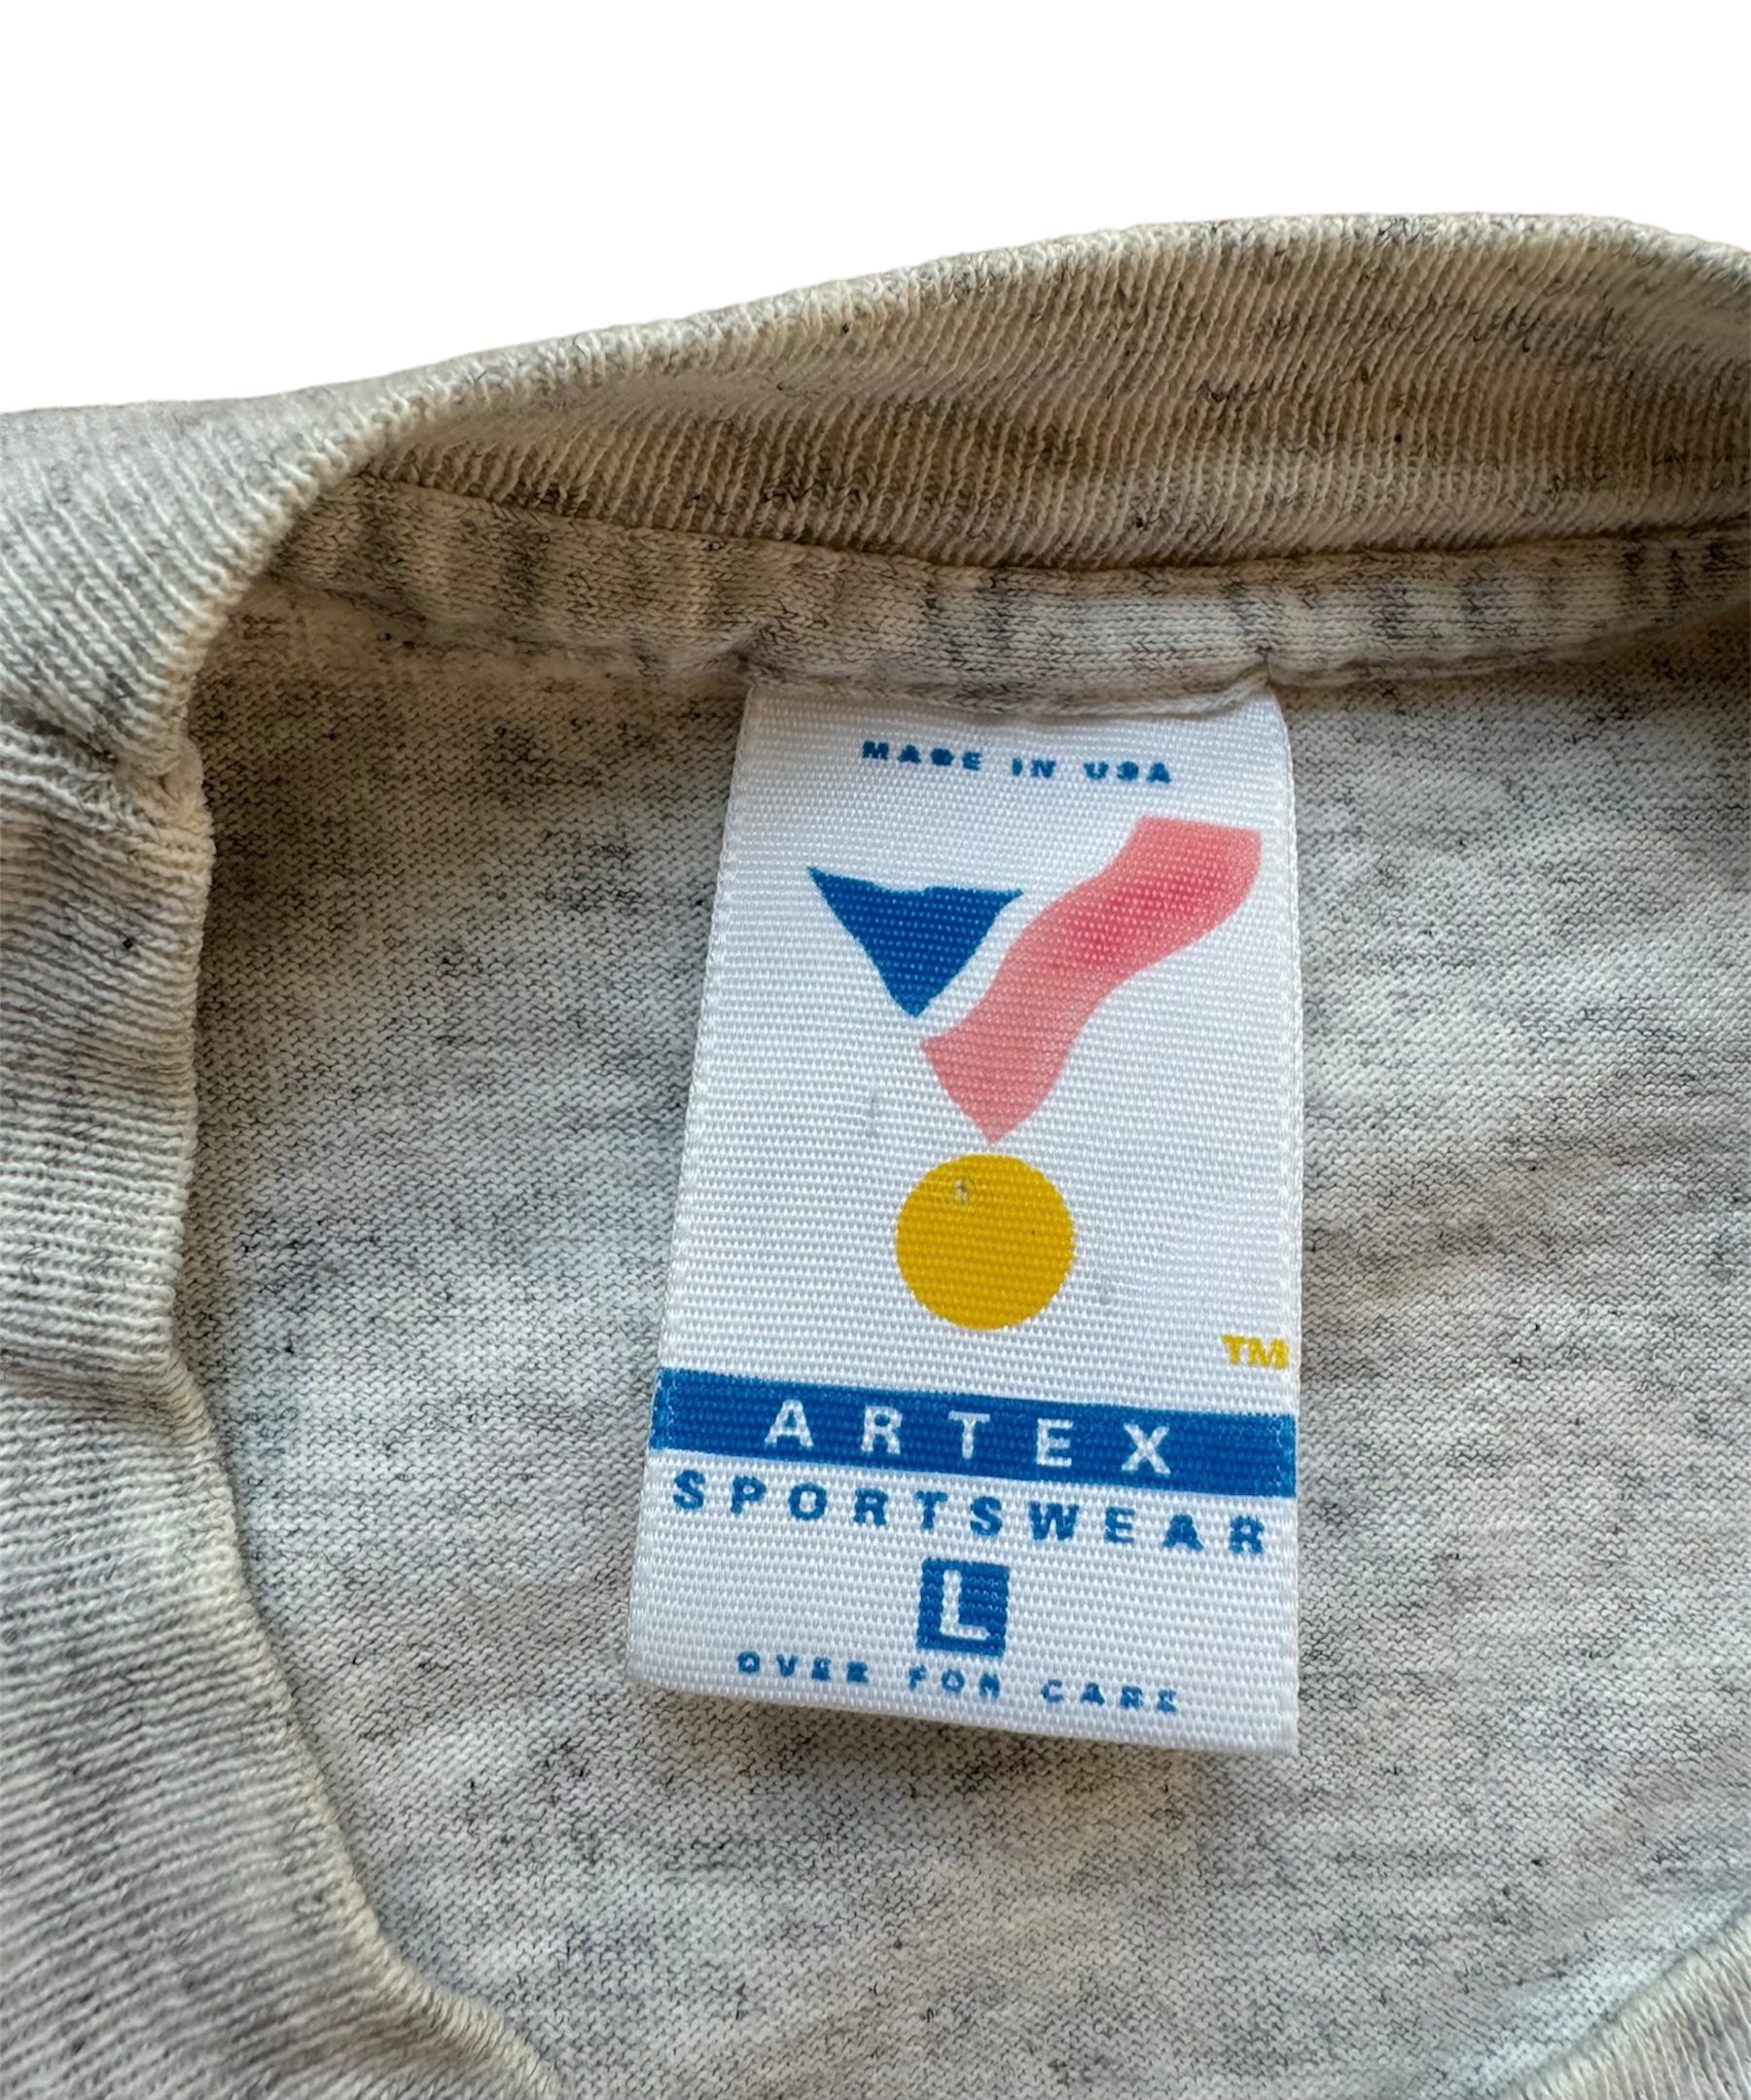 MADE IN USA
TM
ARTEX
SPORTSWEAR
L
OVER FOR CARE